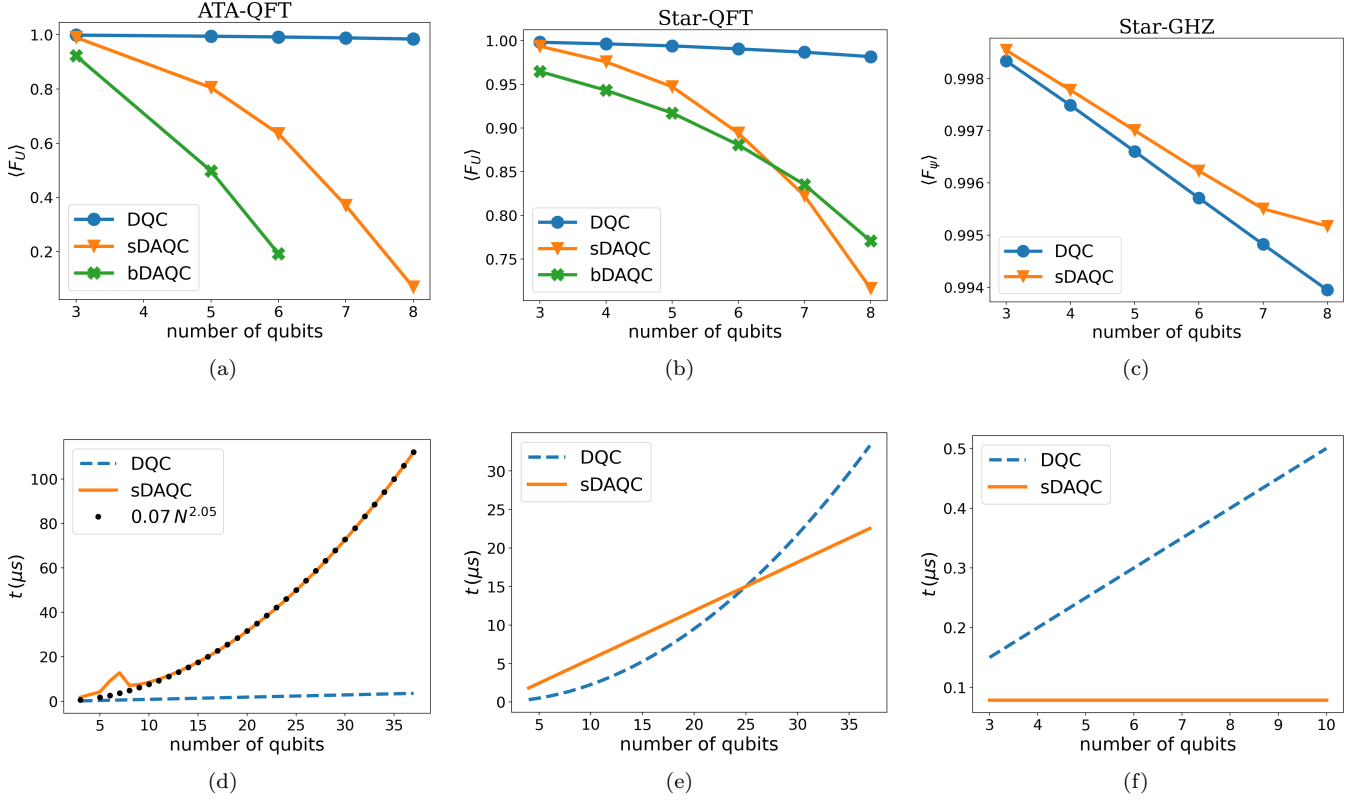 ATA-QFT
1.0
0.8
0.6
0.4
0.2
⟨F_U⟩
DQC
sDAQC
bDAQC
3 4 5 6 7 8
number of qubits
(a)
Star-QFT
1.00
0.95
0.90
0.85
0.80
0.75
⟨F_U⟩
DQC
sDAQC
bDAQC
3 4 5 6 7 8
number of qubits
(b)
Star-GHZ
0.998
0.997
0.996
0.995
0.994
⟨F_ψ⟩
DQC
sDAQC
3 4 5 6 7 8
number of qubits
(c)
100
80
60
40
20
0
t (μs)
DQC
sDAQC
0.07 N^2.05
5 10 15 20 25 30 35
number of qubits
(d)
30
25
20
15
10
5
0
t (μs)
DQC
sDAQC
5 10 15 20 25 30 35
number of qubits
(e)
0.5
0.4
0.3
0.2
0.1
t (μs)
DQC
sDAQC
3 4 5 6 7 8 9 10
number of qubits
(f)